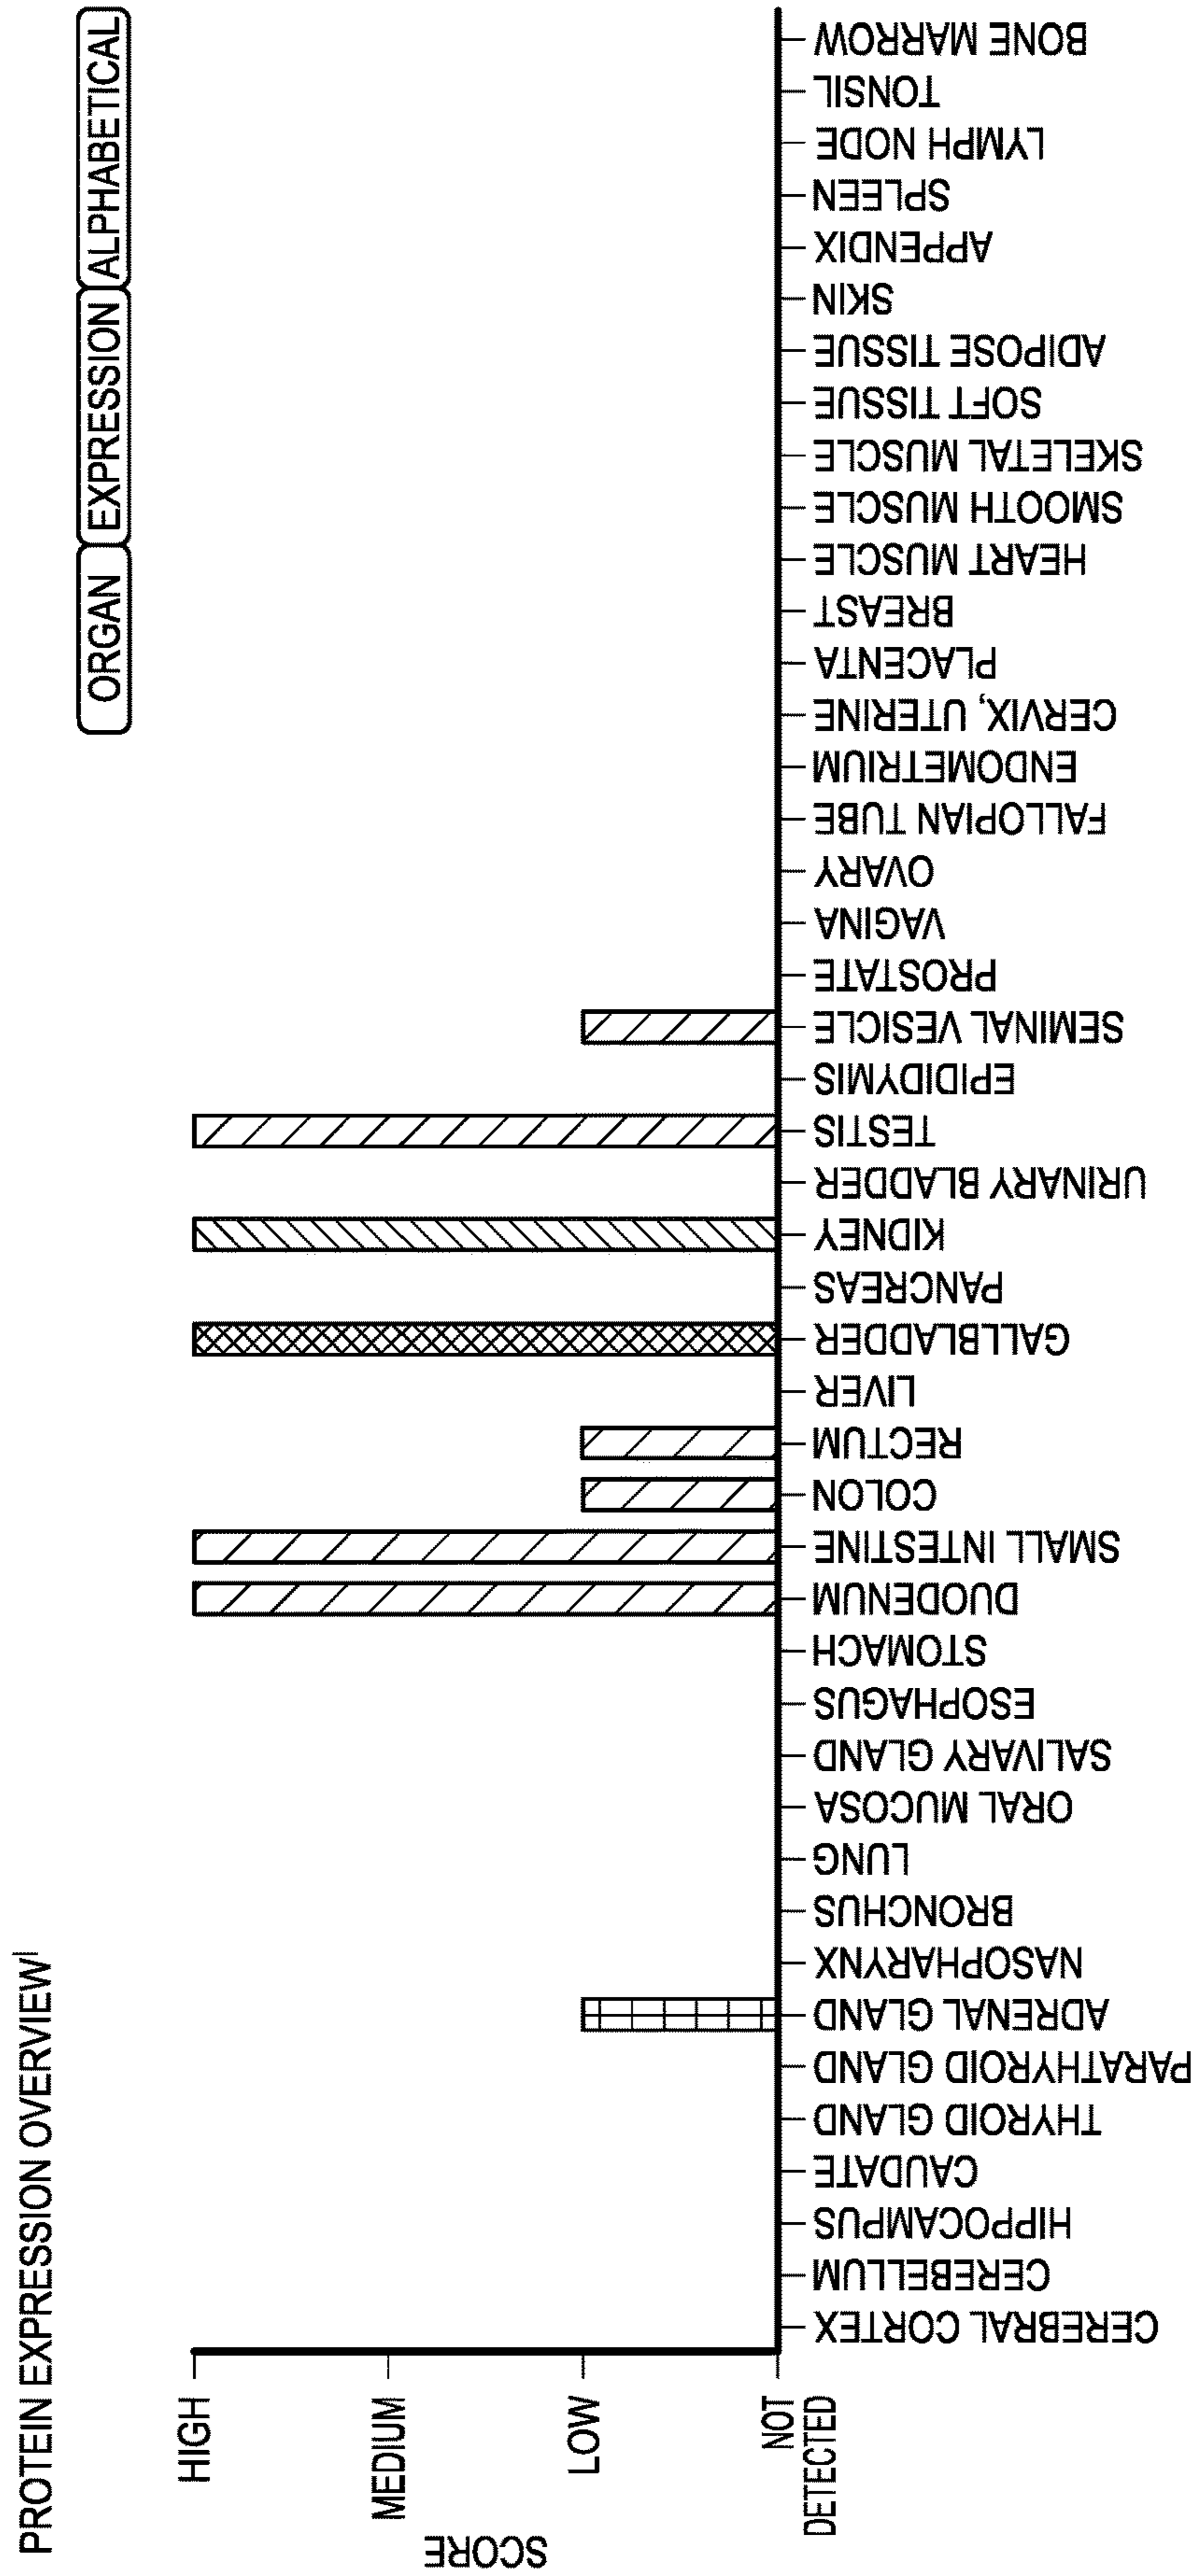 PROTEIN EXPRESSION OVERVIEW
ORGAN EXPRESSION ALPHABETICAL
SCORE
HIGH
MEDIUM
LOW
NOT
DETECTED
CEREBRAL CORTEX
CEREBELLUM
HIPPOCAMPUS
CAUDATE
THYROID GLAND
PARATHYROID GLAND
ADRENAL GLAND
NASOPHARYNX
BRONCHUS
LUNG
ORAL MUCOSA
SALIVARY GLAND
ESOPHAGUS
STOMACH
DUODENUM
SMALL INTESTINE
COLON
RECTUM
LIVER
GALLBLADDER
PANCREAS
KIDNEY
URINARY BLADDER
TESTIS
EPIDIDYMIS
SEMINAL VESICLE
PROSTATE
VAGINA
OVARY
FALLOPIAN TUBE
ENDOMETRIUM
CERVIX, UTERINE
PLACENTA
BREAST
HEART MUSCLE
SMOOTH MUSCLE
SKELETAL MUSCLE
SOFT TISSUE
ADIPOSE TISSUE
SKIN
APPENDIX
SPLEEN
LYMPH NODE
TONSIL
BONE MARROW